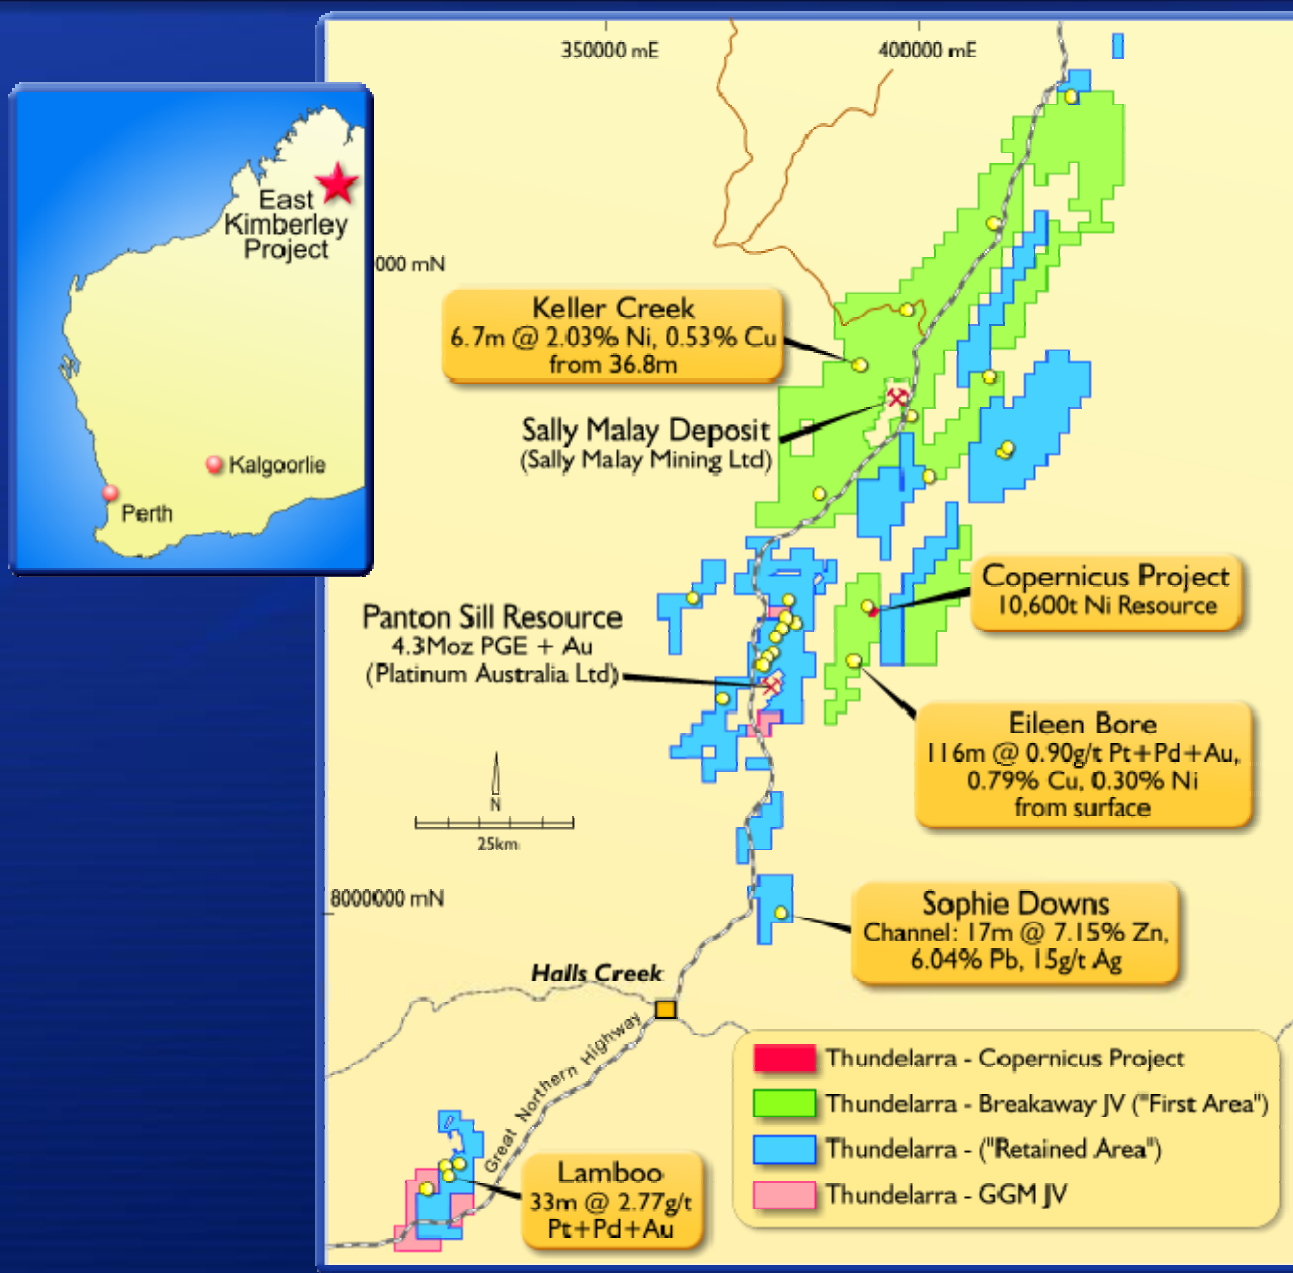 350000 mE
400000 mE
East
Kimberley
Project
Kalgoorlie
Perth
000 mN
Keller Creek
6.7m @ 2.03% Ni, 0.53% Cu
from 36.8m
Sally Malay Deposit
(Sally Malay Mining Ltd)
Copernicus Project
10,600t Ni Resource
Panton Sill Resource
4.3Moz PGE + Au
(Platinum Australia Ltd)
Eileen Bore
116m @ 0.90g/t Pt+Pd+Au,
0.79% Cu, 0.30% Ni
from surface
N
25km
8000000 mN
Sophie Downs
Channel: 17m @ 7.15% Zn,
6.04% Pb, 15g/t Ag
Halls Creek
Great Northern Highway
Thundelarra - Copernicus Project
Thundelarra - Breakaway JV ("First Area")
Thundelarra - ("Retained Area")
Thundelarra - GGM JV
Lamboo
33m @ 2.77g/t
Pt+Pd+Au